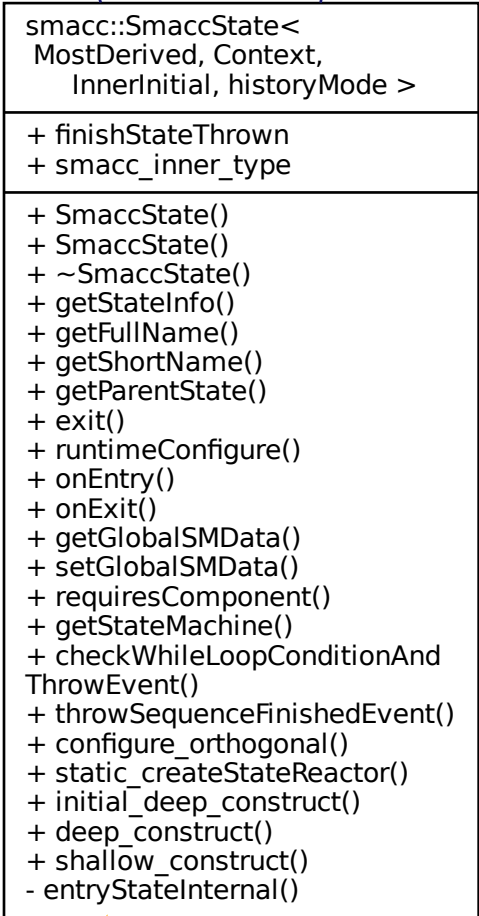 smacc::SmaccState<
MostDerived, Context,
InnerInitial, historyMode >
+ finishStateThrown
+ smacc_inner_type
+ SmaccState()
+ SmaccState()
+ ~SmaccState()
+ getStateInfo()
+ getFullName()
+ getShortName()
+ getParentState()
+ exit()
+ runtimeConfigure()
+ onEntry()
+ onExit()
+ getGlobalSMData()
+ setGlobalSMData()
+ requiresComponent()
+ getStateMachine()
+ checkWhileLoopConditionAnd
ThrowEvent()
+ throwSequenceFinishedEvent()
+ configure_orthogonal()
+ static_createStateReactor()
+ initial_deep_construct()
+ deep_construct()
+ shallow_construct()
- entryStateInternal()